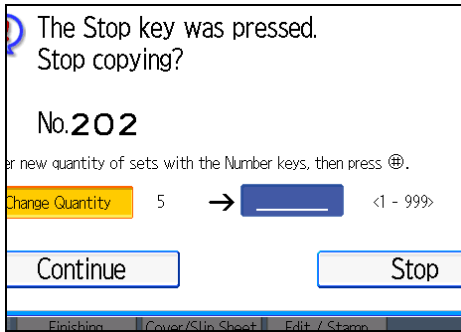 The Stop key was pressed.
Stop copying?
No.202
er new quantity of sets with the Number keys, then press ⊕.
Change Quantity 5 → <1 - 999>
Continue Stop
Finishing Cover/Slip Sheet Edit / Stamp